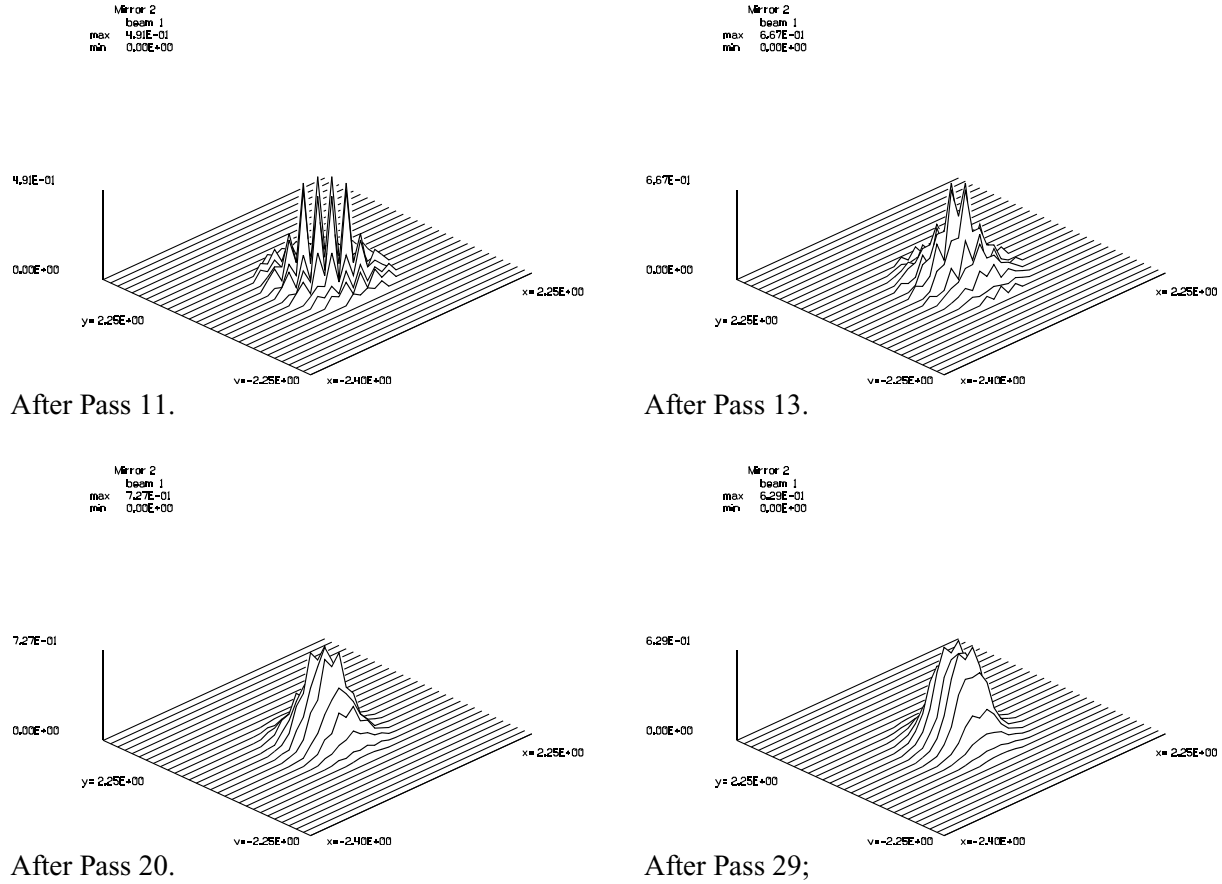 Mirror 2
beam 1
max 4.91E-01
min 0.00E+00
4.91E-01
0.00E+00
x= 2.25E+00
y= 2.25E+00
y=-2.25E+00 x=-2.40E+00
After Pass 11.
Mirror 2
beam 1
max 6.67E-01
min 0.00E+00
6.67E-01
0.00E+00
x= 2.25E+00
y= 2.25E+00
y=-2.25E+00 x=-2.40E+00
After Pass 13.
Mirror 2
beam 1
max 7.27E-01
min 0.00E+00
7.27E-01
0.00E+00
x= 2.25E+00
y= 2.25E+00
y=-2.25E+00 x=-2.40E+00
After Pass 20.
Mirror 2
beam 1
max 6.29E-01
min 0.00E+00
6.29E-01
0.00E+00
x= 2.25E+00
y= 2.25E+00
y=-2.25E+00 x=-2.40E+00
After Pass 29;